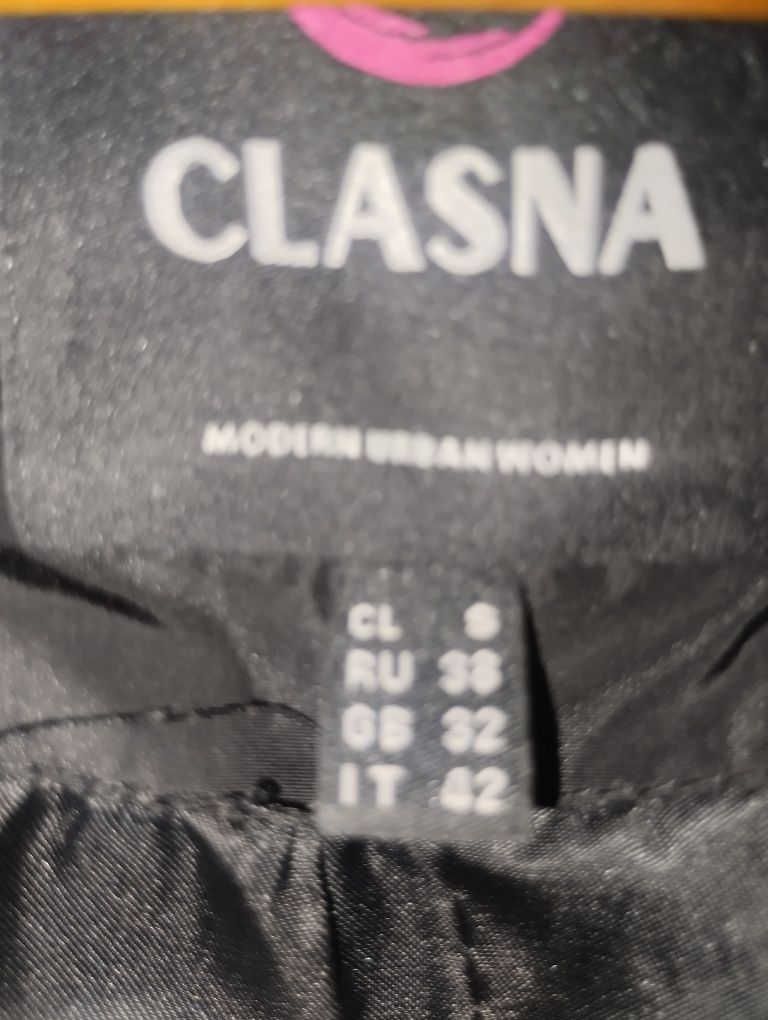 CLASNA
MODERN URBAN WOMEN
CL S
RU 38
GB 32
IT 42